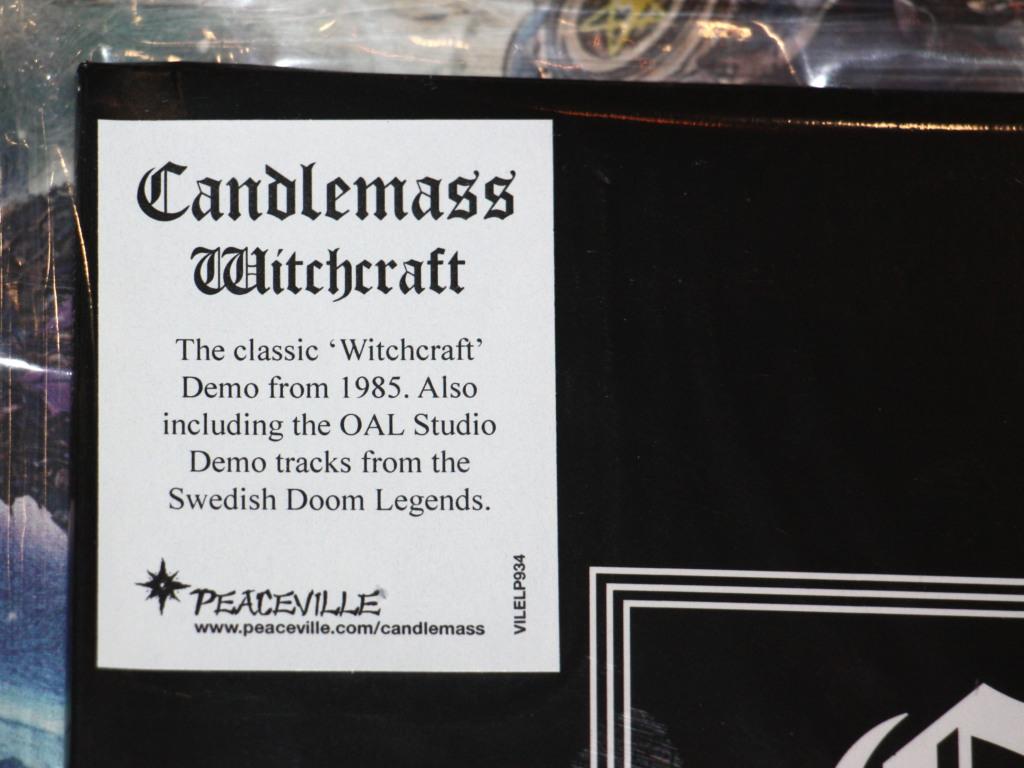 Candlemass
Witchcraft
The classic ‘Witchcraft’
Demo from 1985. Also
including the OAL Studio
Demo tracks from the
Swedish Doom Legends.
PEACEVILLE
www.peaceville.com/candlemass
VILELP934